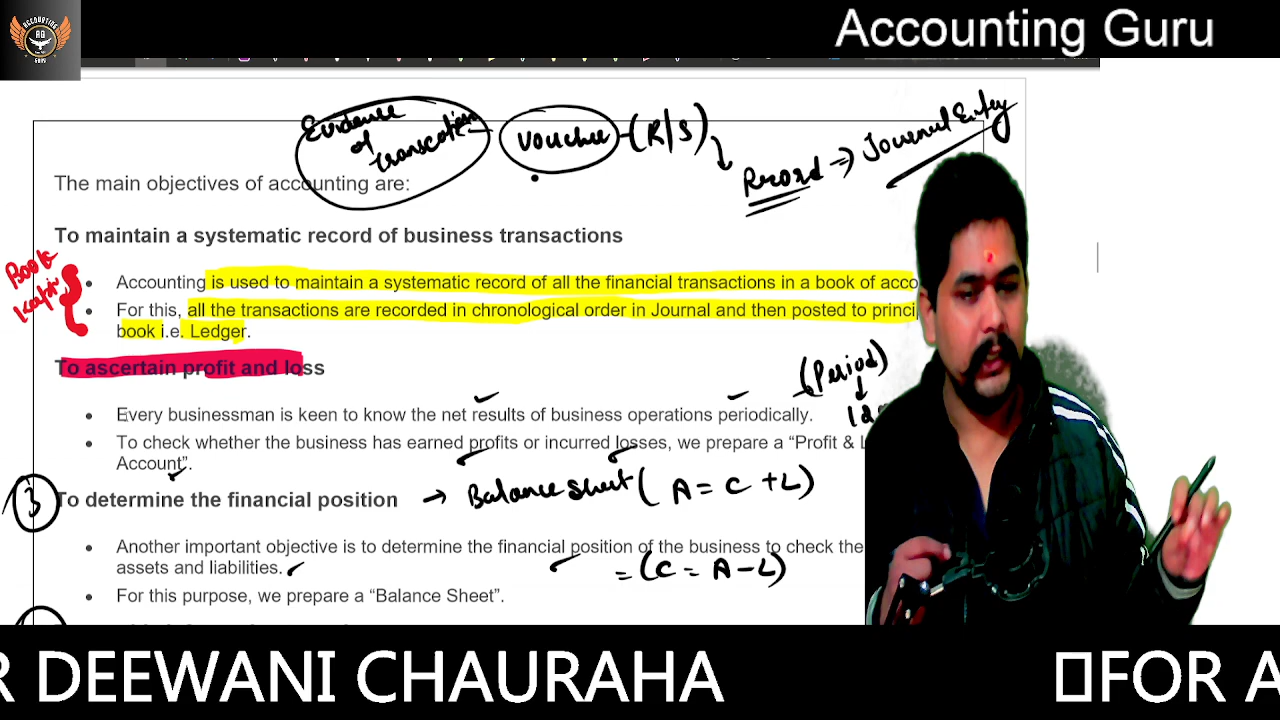 ACCOUNTING
AG
GURU
Accounting Guru
Evidence of Transcation - Voucher - (R/S)
Record => Journal Entry
The main objectives of accounting are:
To maintain a systematic record of business transactions
Book
• Accounting is used to maintain a systematic record of all the financial transactions in a book of acco
• For this, all the transactions are recorded in chronological order in Journal and then posted to princi
book i.e. Ledger.
To ascertain profit and loss
(Period)
• Every businessman is keen to know the net results of business operations periodically.
• To check whether the business has earned profits or incurred losses, we prepare a “Profit & L
Account”.
3 To determine the financial position → Balance Sheet (A = C + L)
• Another important objective is to determine the financial position of the business to check the
assets and liabilities.
= (C = A - L)
• For this purpose, we prepare a “Balance Sheet”.
R DEEWANI CHAURAHA
FOR A